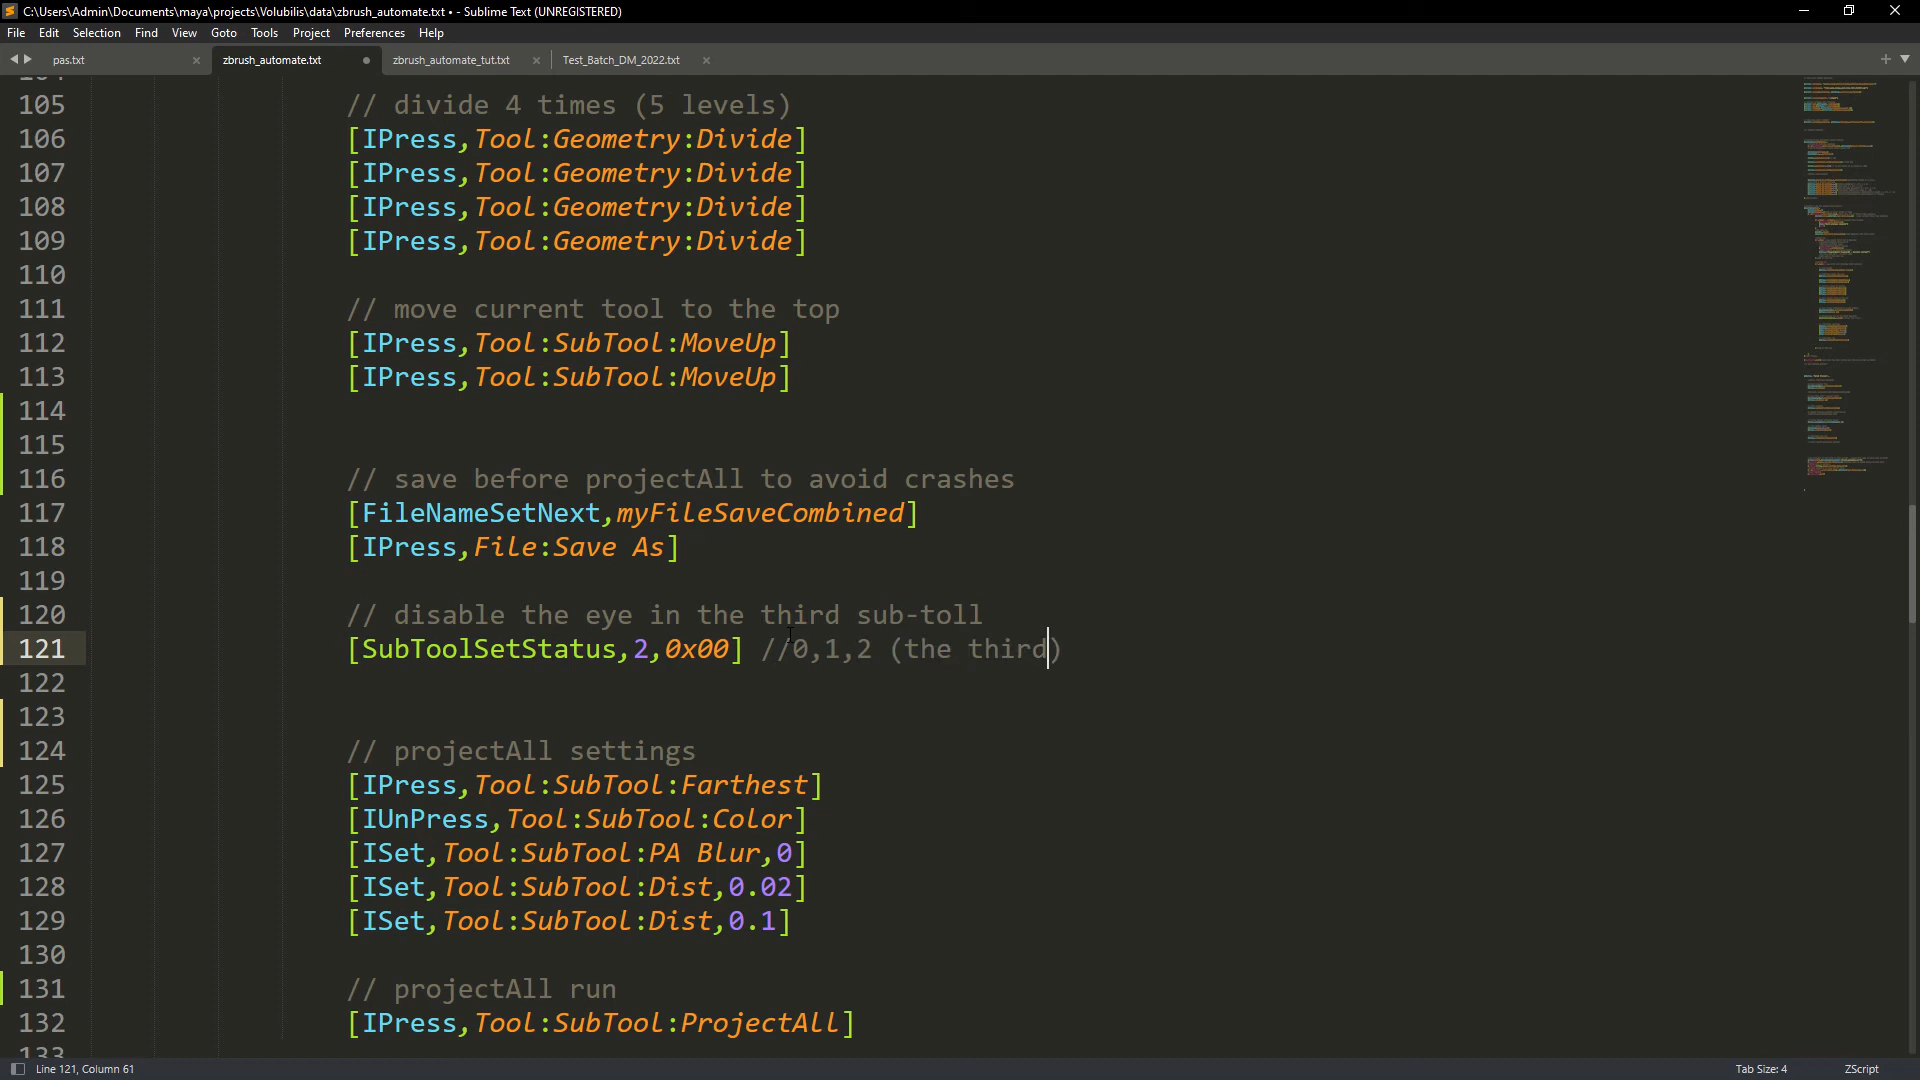 C:\Users\Admin\Documents\maya\projects\Volubilis\data\zbrush_automate.txt • - Sublime Text (UNREGISTERED)
File Edit Selection Find View Goto Tools Project Preferences Help
pas.txt zbrush_automate.txt zbrush_automate_tut.txt Test_Batch_DM_2022.txt
105 // divide 4 times (5 levels)
106 [IPress,Tool:Geometry:Divide]
107 [IPress,Tool:Geometry:Divide]
108 [IPress,Tool:Geometry:Divide]
109 [IPress,Tool:Geometry:Divide]
110
111 // move current tool to the top
112 [IPress,Tool:SubTool:MoveUp]
113 [IPress,Tool:SubTool:MoveUp]
114
115
116 // save before projectAll to avoid crashes
117 [FileNameSetNext,myFileSaveCombined]
118 [IPress,File:Save As]
119
120 // disable the eye in the third sub-toll
121 [SubToolSetStatus,2,0x00] //0,1,2 (the third)
122
123
124 // projectAll settings
125 [IPress,Tool:SubTool:Farthest]
126 [IUnPress,Tool:SubTool:Color]
127 [ISet,Tool:SubTool:PA Blur,0]
128 [ISet,Tool:SubTool:Dist,0.02]
129 [ISet,Tool:SubTool:Dist,0.1]
130
131 // projectAll run
132 [IPress,Tool:SubTool:ProjectAll]
133
Line 121, Column 61 Tab Size: 4 ZScript